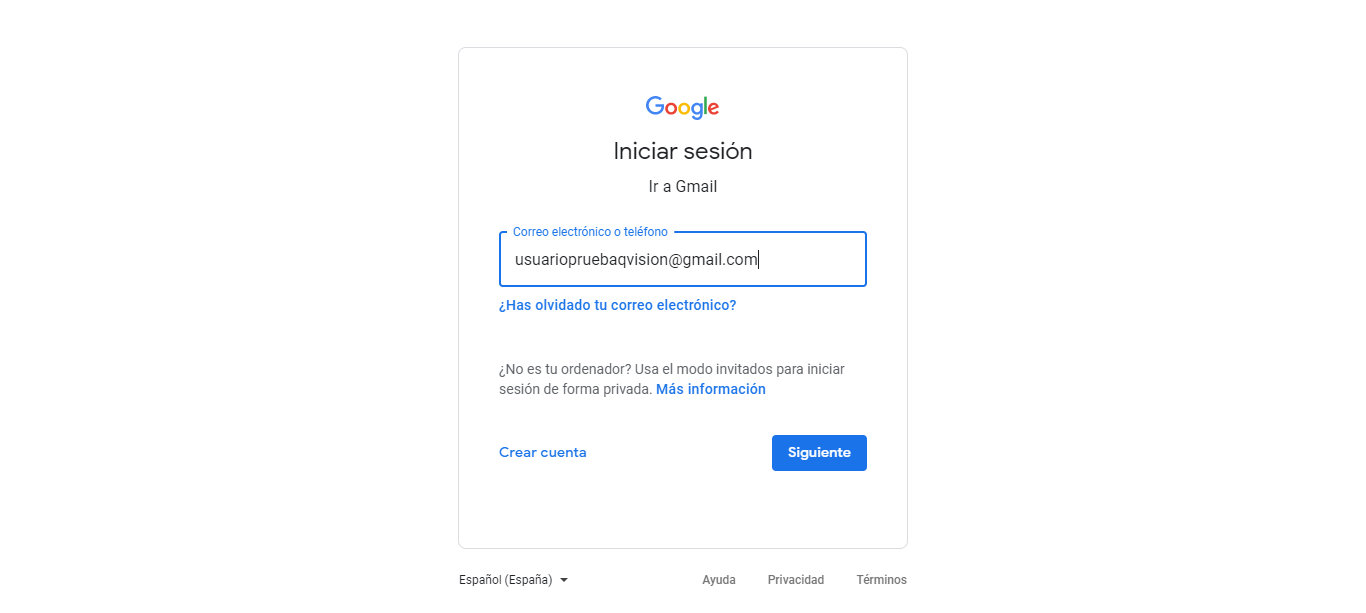 Google
Iniciar sesión
Ir a Gmail
Correo electrónico o teléfono
usuariopruebaqvision@gmail.com
¿Has olvidado tu correo electrónico?
¿No es tu ordenador? Usa el modo invitados para iniciar
sesión de forma privada. Más información
Crear cuenta Siguiente
Español (España) Ayuda Privacidad Términos